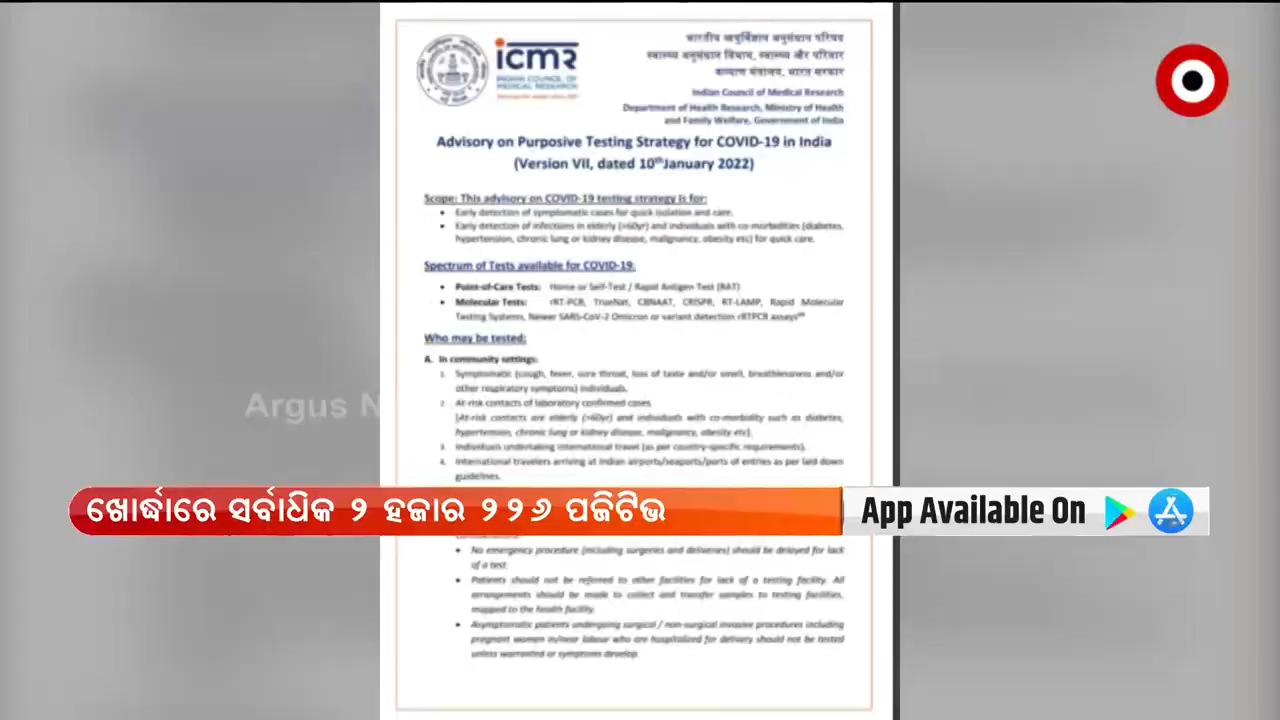 icmr
INDIAN COUNCIL OF
MEDICAL RESEARCH
भारतीय आयुर्विज्ञान अनुसंधान परिषद
स्वास्थ्य अनुसंधान विभाग, स्वास्थ्य और परिवार
कल्याण मंत्रालय, भारत सरकार
Indian Council of Medical Research
Department of Health Research, Ministry of Health
and Family Welfare, Government of India
Advisory on Purposive Testing Strategy for COVID-19 in India
(Version VII, dated 10th January 2022)
Scope: This advisory on COVID-19 testing strategy is for:
• Early detection of symptomatic cases for quick isolation and care.
• Early detection of infections in elderly (>60yr) and individuals with co-morbidities (diabetes,
hypertension, chronic lung or kidney disease, malignancy, obesity etc) for quick care.
Spectrum of Tests available for COVID-19:
• Point-of-Care Tests: Home or Self-Test / Rapid Antigen Test (RAT)
• Molecular Tests: rRT-PCR, TrueNat, CBNAAT, CRISPR, RT-LAMP, Rapid Molecular
Testing Systems, Newer SARS-CoV-2 Omicron or variant detection rRTPCR assays
Who may be tested:
A. In community settings:
1. Symptomatic (cough, fever, sore throat, loss of taste and/or smell, breathlessness and/or
other respiratory symptoms) individuals.
2. At-risk contacts of laboratory confirmed cases.
[At-risk contacts are elderly (>60yr) and individuals with co-morbidity such as diabetes,
hypertension, chronic lung or kidney disease, malignancy, obesity etc].
3. Individuals undertaking international travel (as per country-specific requirements).
4. International travelers arriving at Indian airports/seaports/ports of entries as per laid down
guidelines.
Argus N
ଖୋର୍ଦ୍ଧାରେ ସର୍ବାଧିକ ୨ ହଜାର ୨୨୬ ପଜିଟିଭ
App Available On
• No emergency procedure (including surgeries and deliveries) should be delayed for lack
of a test
• Patients should not be referred to other facilities for lack of a testing facility. All
arrangements should be made to collect and transfer samples to testing facilities,
mapped to the health facility.
• Asymptomatic patients undergoing surgical / non-surgical invasive procedures including
pregnant women in/near labour who are hospitalized for delivery should not be tested
unless warranted or symptoms develop.